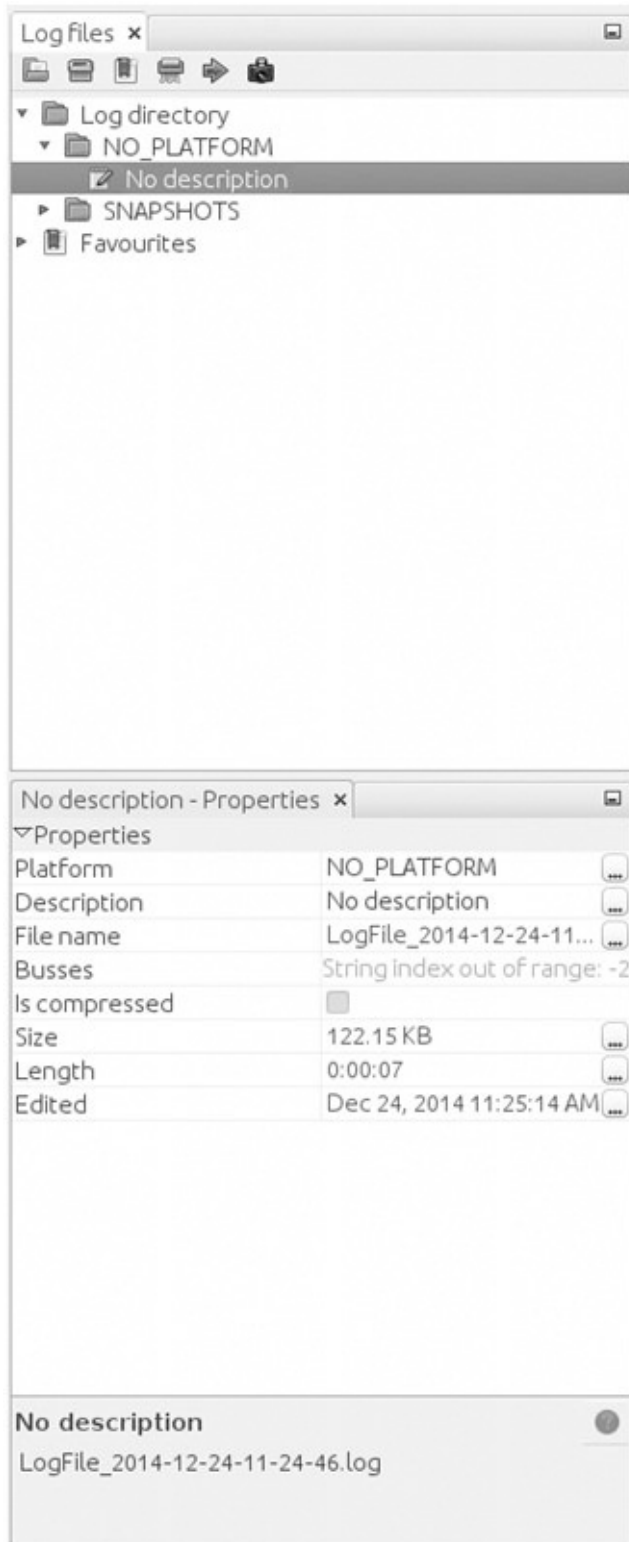 Log files ×
Log directory
NO_PLATFORM
No description
SNAPSHOTS
Favourites
No description - Properties ×
Properties
Platform NO_PLATFORM ...
Description No description ...
File name LogFile_2014-12-24-11... ...
Busses String index out of range: -2
Is compressed
Size 122.15 KB ...
Length 0:00:07 ...
Edited Dec 24, 2014 11:25:14 AM ...
No description ?
LogFile_2014-12-24-11-24-46.log